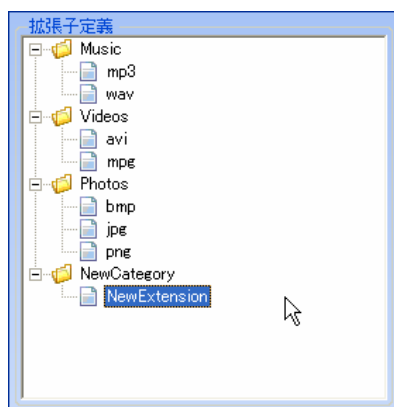 拡張子定義
Music
mp3
wav
Videos
avi
mpg
Photos
bmp
jpg
png
NewCategory
NewExtension